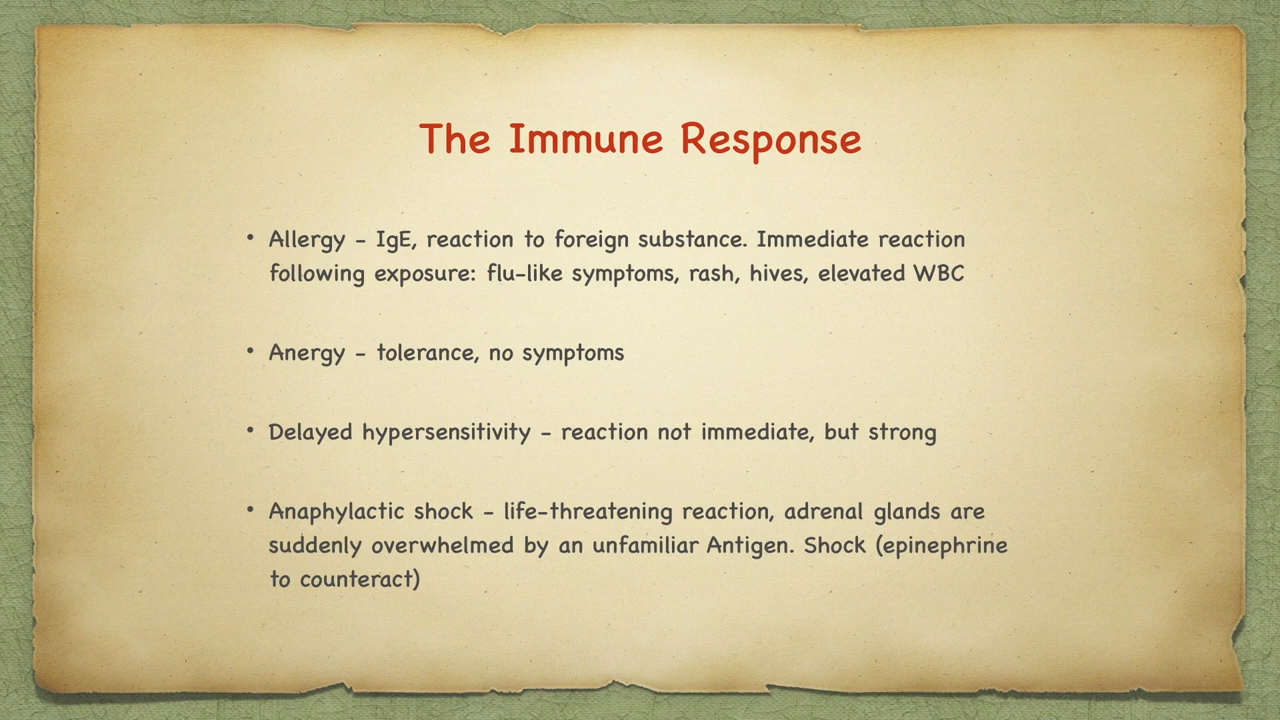 The Immune Response
• Allergy - IgE, reaction to foreign substance. Immediate reaction
following exposure: flu-like symptoms, rash, hives, elevated WBC
• Anergy - tolerance, no symptoms
• Delayed hypersensitivity - reaction not immediate, but strong
• Anaphylactic shock - life-threatening reaction, adrenal glands are
suddenly overwhelmed by an unfamiliar Antigen. Shock (epinephrine
to counteract)